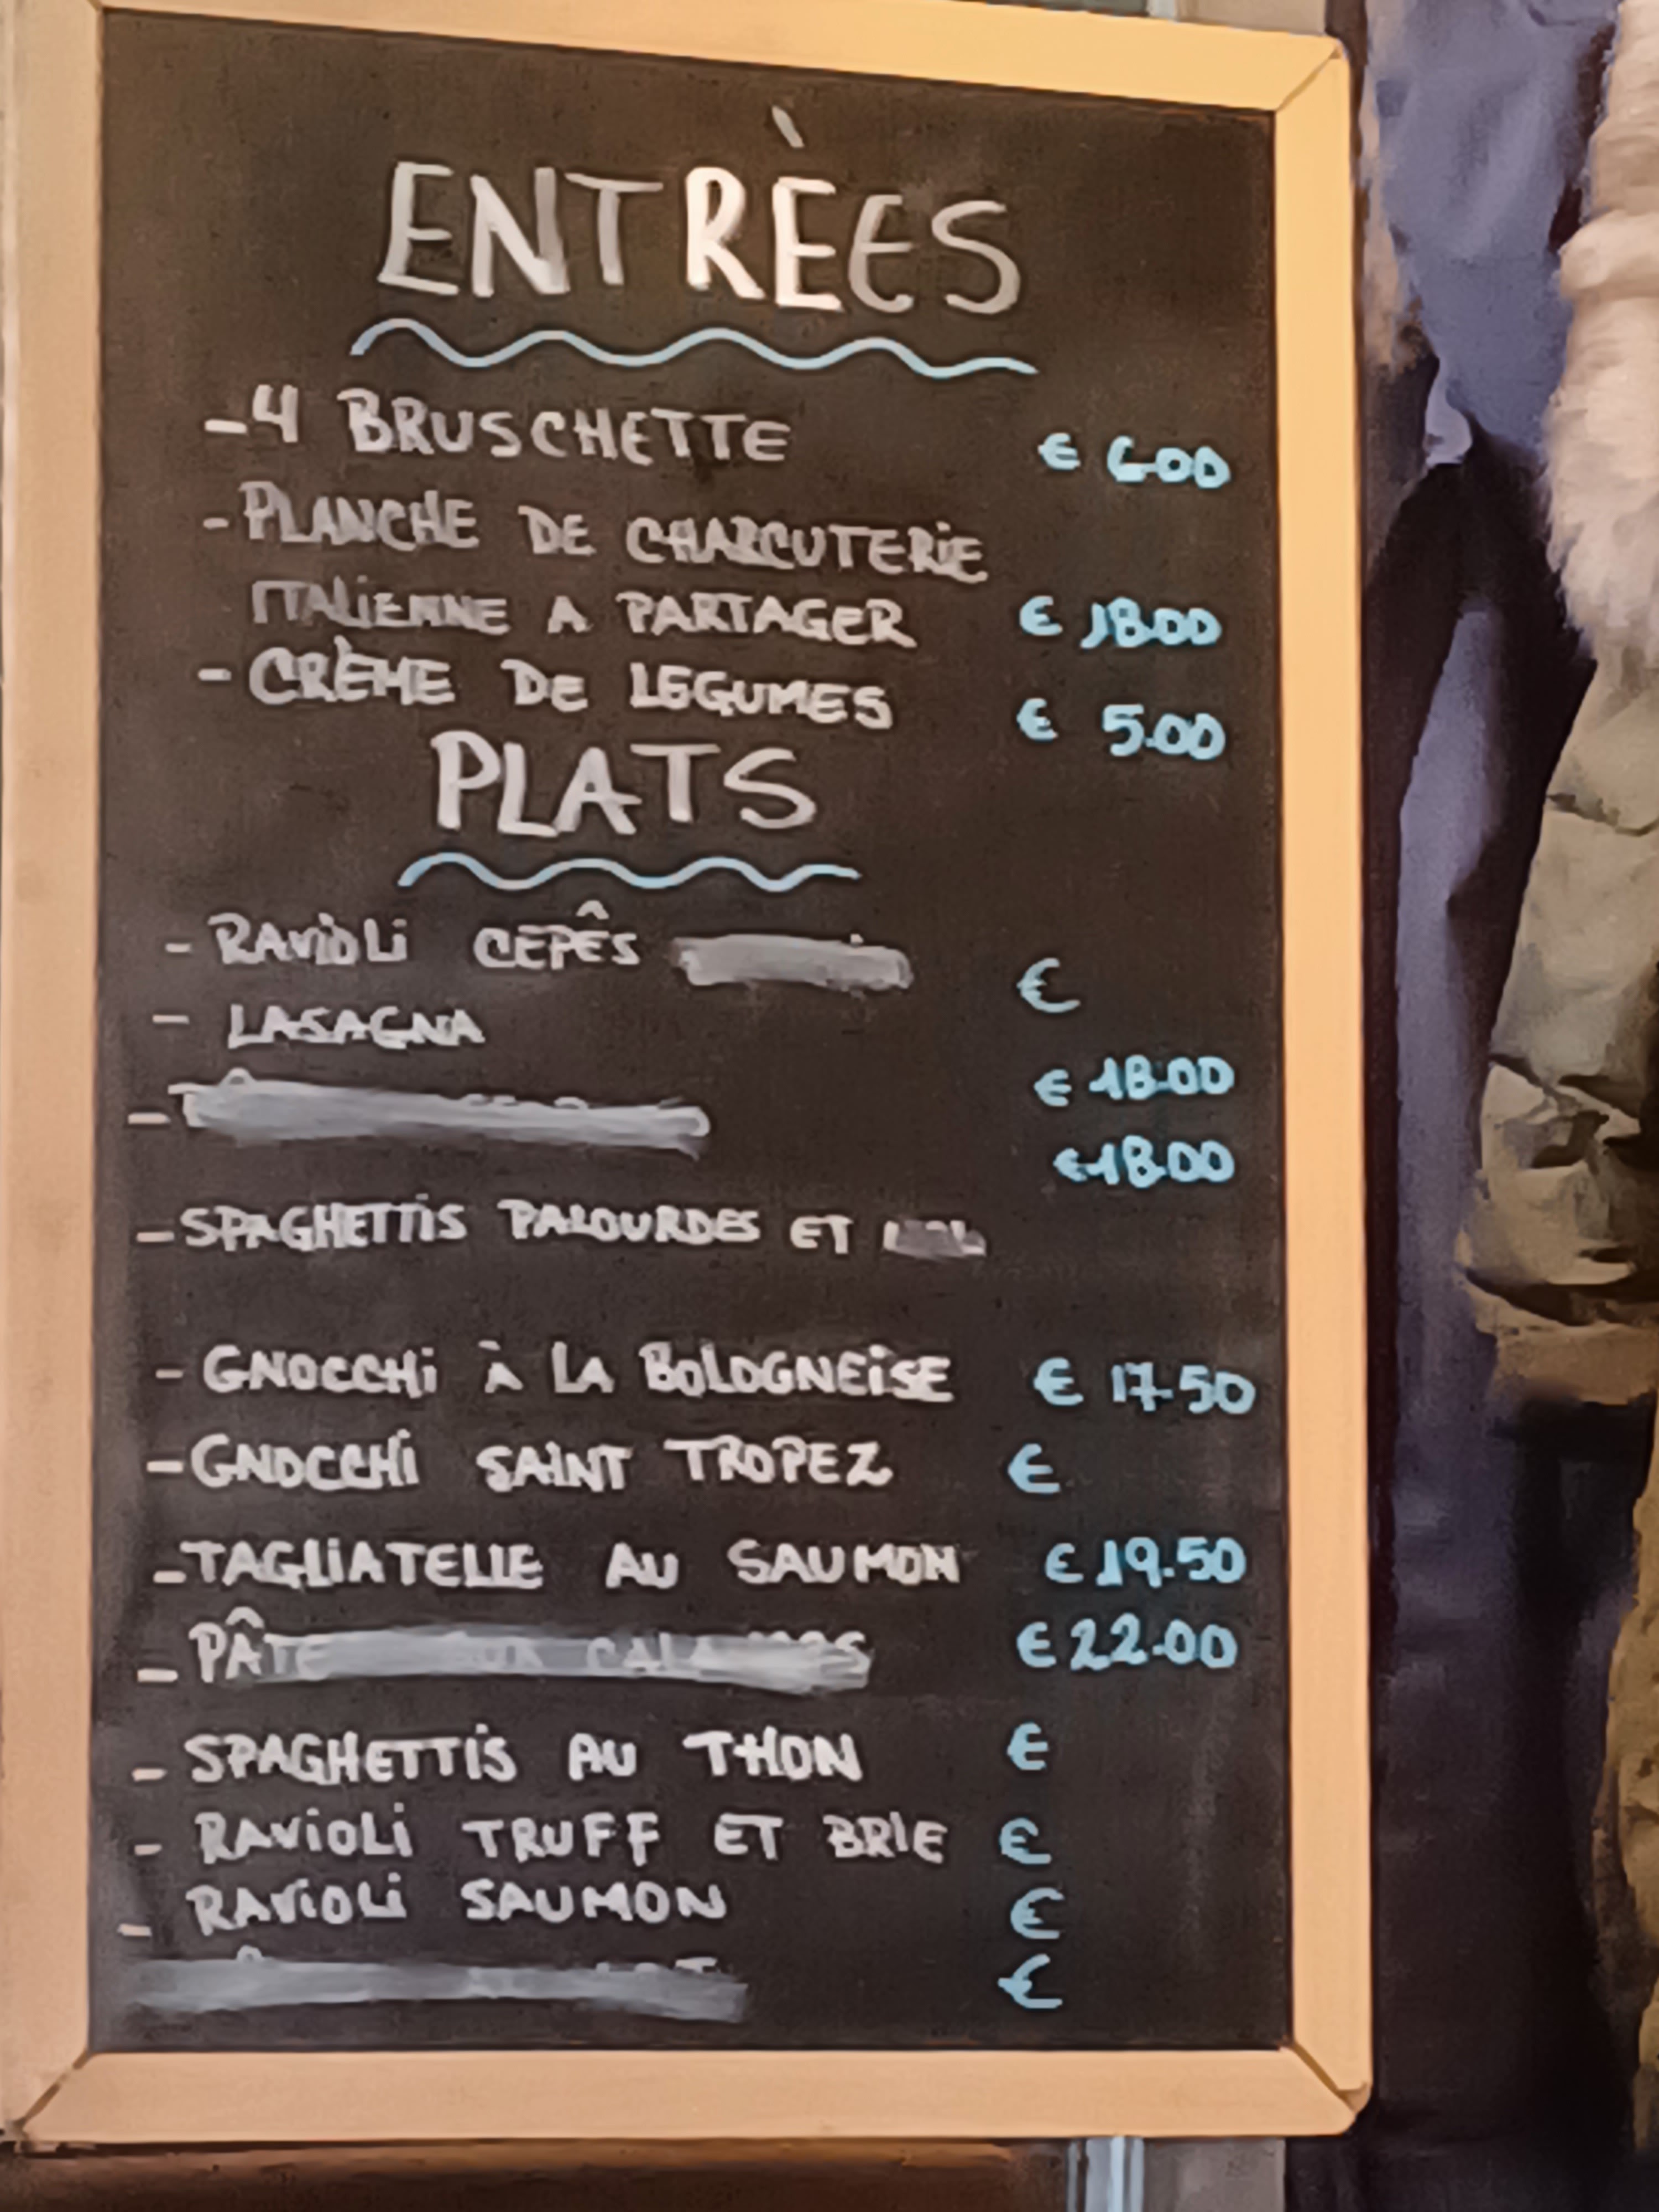 ENTRÈES
- 4 BRUSCHETTE € 6.00
- PLANCHE DE CHARCUTERIE
ITALIENNE A PARTAGER € 18.00
- CRÈME DE LEGUMES € 5.00
PLATS
- RAVIOLI CEPÊS €
- LASAGNA € 18.00
- € 18.00
- SPAGHETTIS PALOURDES ET
- GNOCCHI À LA BOLOGNEISE € 17.50
- GNOCCHI SAINT TROPEZ €
- TAGLIATELLE AU SAUMON € 19.50
- PÂTE € 22.00
- SPAGHETTIS AU THON €
- RAVIOLI TRUFF ET BRIE €
- RAVIOLI SAUMON €
€